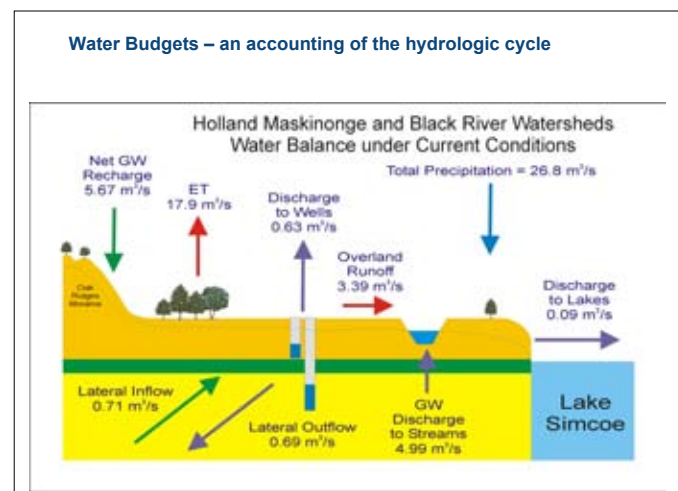 Water Budgets – an accounting of the hydrologic cycle
Holland Maskinonge and Black River Watersheds
Water Balance under Current Conditions
Net GW
Recharge
5.67 m³/s
ET
17.9 m³/s
Discharge
to Wells
0.63 m³/s
Total Precipitation = 26.8 m³/s
Overland
Runoff
3.39 m³/s
Discharge
to Lakes
0.09 m³/s
Oak
Ridges
Moraine
Lateral Inflow
0.71 m³/s
Lateral Outflow
0.69 m³/s
GW
Discharge
to Streams
4.99 m³/s
Lake
Simcoe